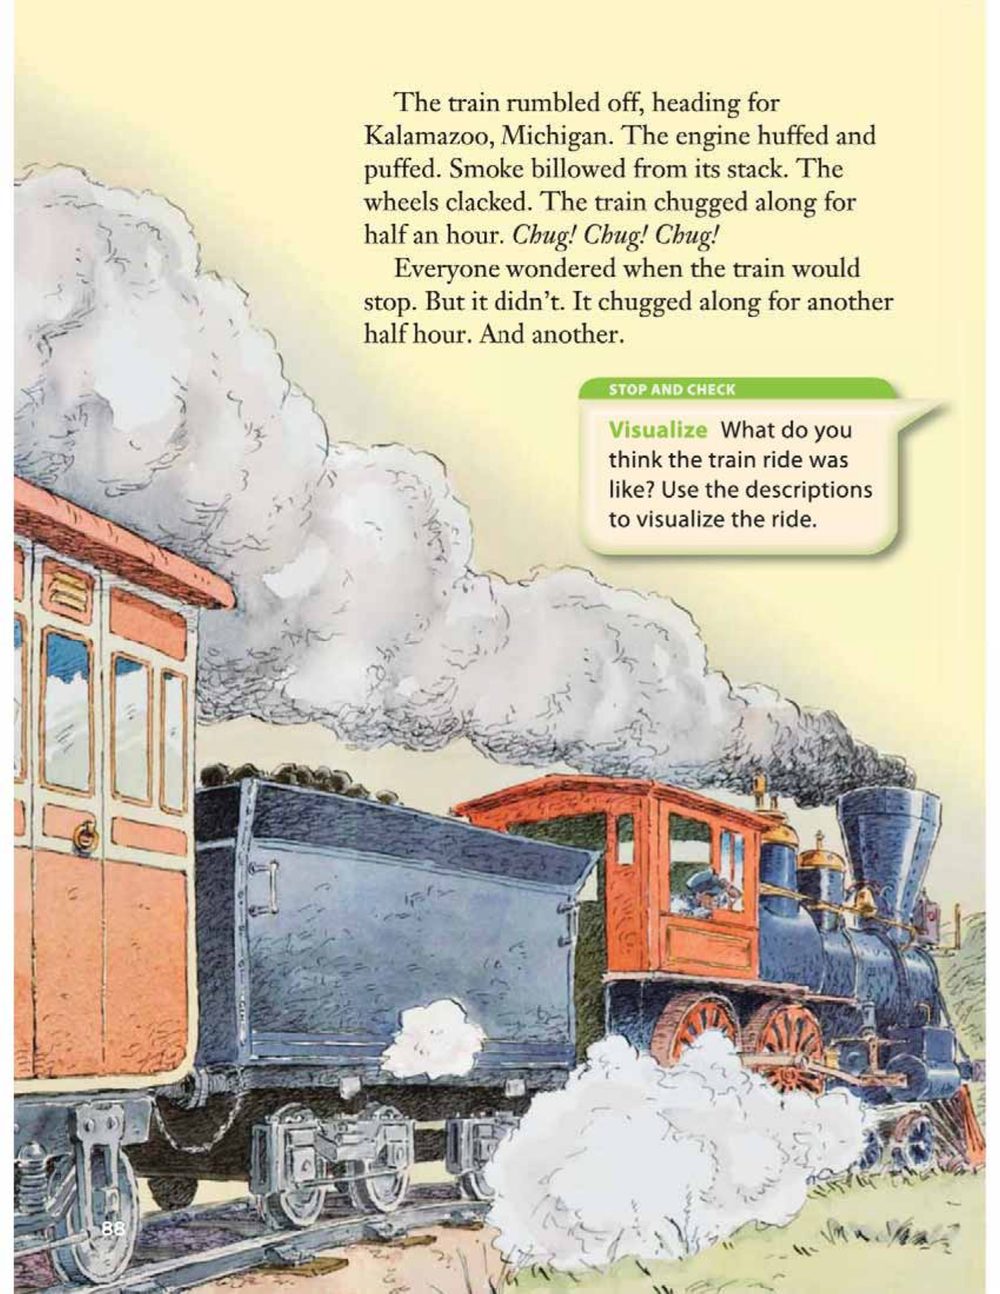 The train rumbled off, heading for
Kalamazoo, Michigan. The engine huffed and
puffed. Smoke billowed from its stack. The
wheels clacked. The train chugged along for
half an hour. Chug! Chug! Chug!
Everyone wondered when the train would
stop. But it didn’t. It chugged along for another
half hour. And another.
STOP AND CHECK
Visualize What do you
think the train ride was
like? Use the descriptions
to visualize the ride.
88